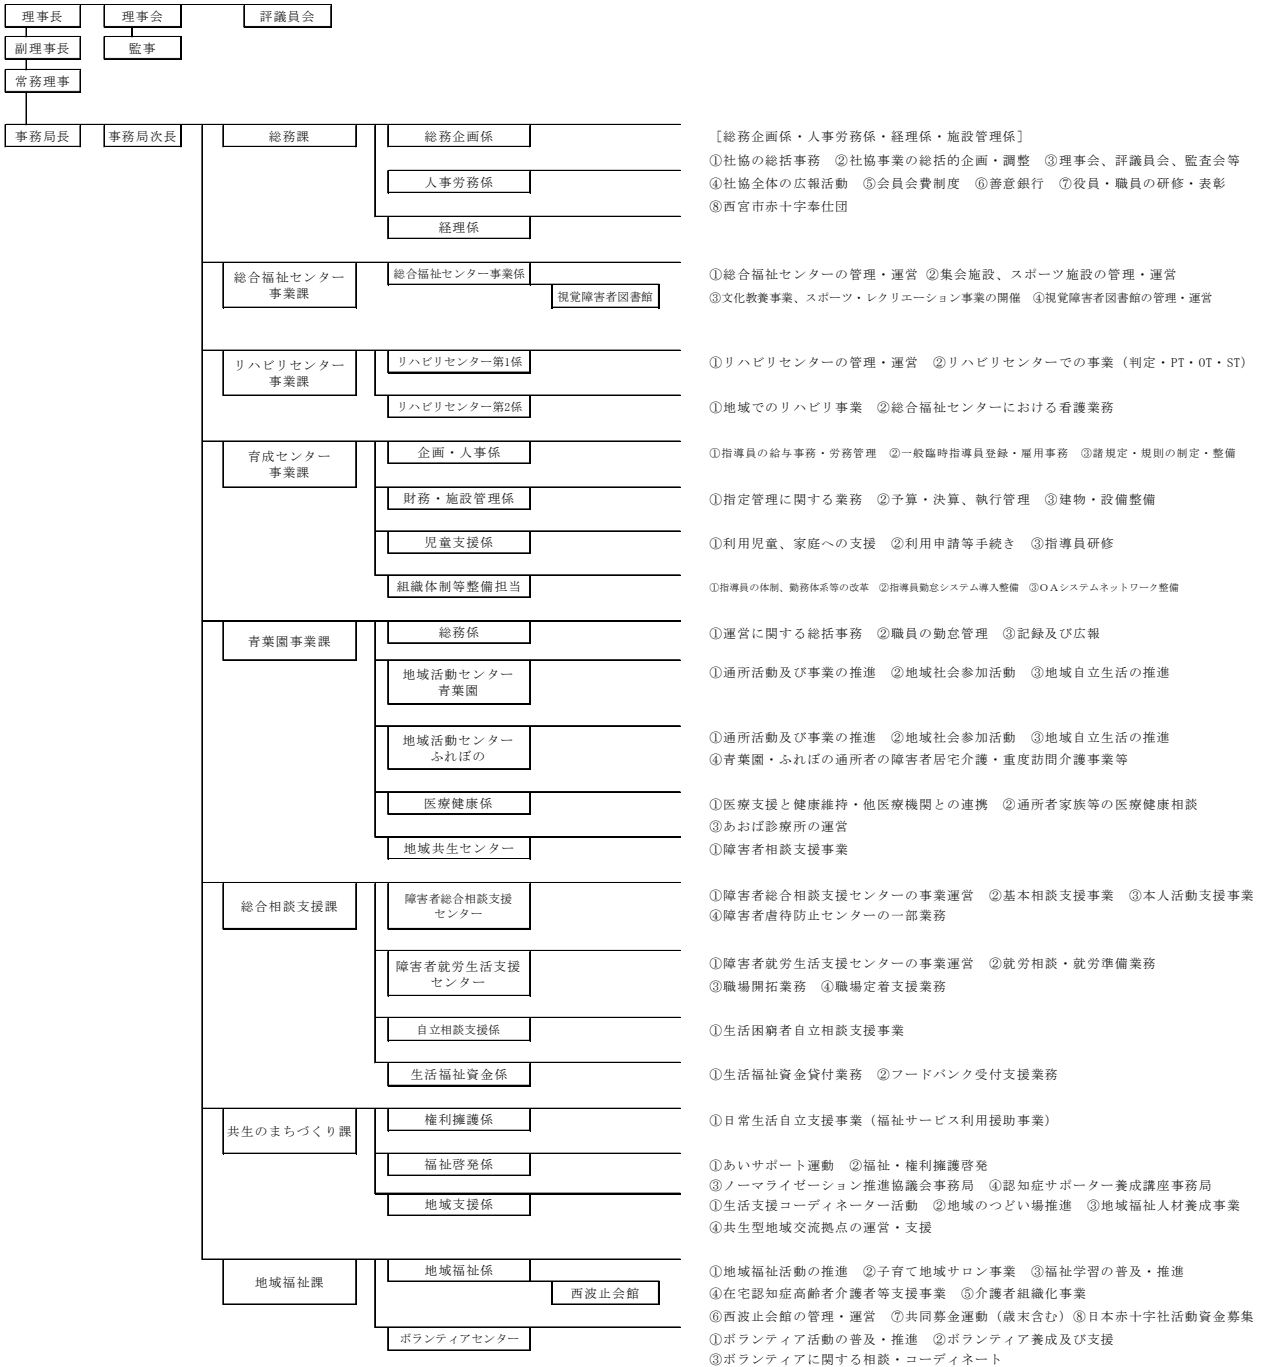 理事長 理事会 評議員会
副理事長 監事
常務理事
事務局長 事務局次長 総務課 総務企画係 ［総務企画係・人事労務係・経理係・施設管理係］
①社協の総括事務 ②社協事業の総括的企画・調整 ③理事会、評議員会、監査会等
人事労務係 ④社協全体の広報活動 ⑤会員会費制度 ⑥善意銀行 ⑦役員・職員の研修・表彰
⑧西宮市赤十字奉仕団
経理係
総合福祉センター
事業課
総合福祉センター事業係 ①総合福祉センターの管理・運営 ②集会施設、スポーツ施設の管理・運営
視覚障害者図書館 ③文化教養事業、スポーツ・レクリエーション事業の開催 ④視覚障害者図書館の管理・運営
リハビリセンター
事業課
リハビリセンター第1係 ①リハビリセンターの管理・運営 ②リハビリセンターでの事業（判定・PT・OT・ST）
リハビリセンター第2係 ①地域でのリハビリ事業 ②総合福祉センターにおける看護業務
育成センター
事業課
企画・人事係 ①指導員の給与事務・労務管理 ②一般臨時指導員登録・雇用事務 ③諸規定・規則の制定・整備
財務・施設管理係 ①指定管理に関する業務 ②予算・決算、執行管理 ③建物・設備整備
児童支援係 ①利用児童、家庭への支援 ②利用申請等手続き ③指導員研修
組織体制等整備担当 ①指導員の体制、勤務体系等の改革 ②指導員勤怠システム導入整備 ③OAシステムネットワーク整備
青葉園事業課 総務係 ①運営に関する総括事務 ②職員の勤怠管理 ③記録及び広報
地域活動センター
青葉園
①通所活動及び事業の推進 ②地域社会参加活動 ③地域自立生活の推進
地域活動センター
ふれぼの
①通所活動及び事業の推進 ②地域社会参加活動 ③地域自立生活の推進
④青葉園・ふれぼの通所者の障害者居宅介護・重度訪問介護事業等
医療健康係 ①医療支援と健康維持・他医療機関との連携 ②通所者家族等の医療健康相談
③あおば診療所の運営
地域共生センター ①障害者相談支援事業
総合相談支援課
障害者総合相談支援
センター
①障害者総合相談支援センターの事業運営 ②基本相談支援事業 ③本人活動支援事業
④障害者虐待防止センターの一部業務
障害者就労生活支援
センター
①障害者就労生活支援センターの事業運営 ②就労相談・就労準備業務
③職場開拓業務 ④職場定着支援業務
自立相談支援係 ①生活困窮者自立相談支援事業
生活福祉資金係 ①生活福祉資金貸付業務 ②フードバンク受付支援業務
共生のまちづくり課 権利擁護係 ①日常生活自立支援事業（福祉サービス利用援助事業）
福祉啓発係 ①あいサポート運動 ②福祉・権利擁護啓発
③ノーマライゼーション推進協議会事務局 ④認知症サポーター養成講座事務局
地域支援係 ①生活支援コーディネーター活動 ②地域のつどい場推進 ③地域福祉人材養成事業
④共生型地域交流拠点の運営・支援
地域福祉課 地域福祉係 ①地域福祉活動の推進 ②子育て地域サロン事業 ③福祉学習の普及・推進
西波止会館 ④在宅認知症高齢者介護者等支援事業 ⑤介護者組織化事業
⑥西波止会館の管理・運営 ⑦共同募金運動（歳末含む）⑧日本赤十字社活動資金募集
ボランティアセンター ①ボランティア活動の普及・推進 ②ボランティア養成及び支援
③ボランティアに関する相談・コーディネート